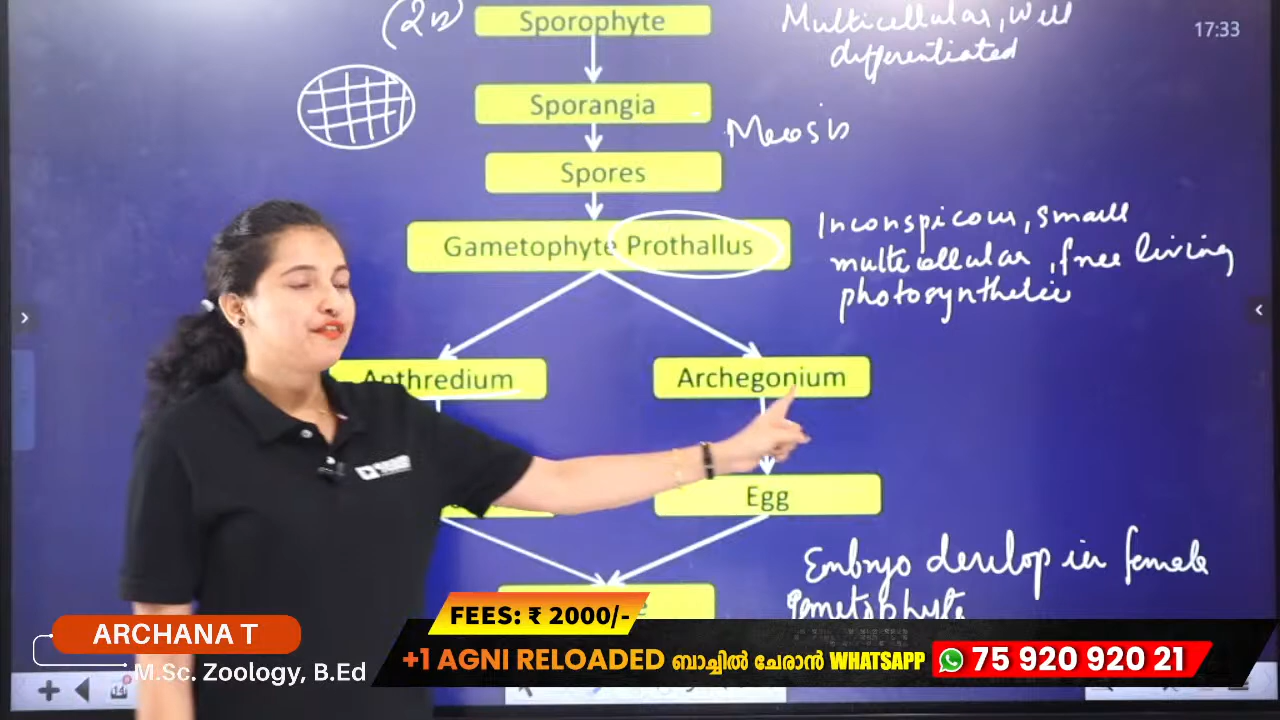 (2n)
Sporophyte
Multicellular, well
differentiated
17:33
Sporangia
Meosis
Spores
Gametophyte Prothallus
Inconspicour, small
multicellular, free living
photosynthetic
Anthredium
Archegonium
Egg
Embryo develop in female
gametophyte
FEES: ₹ 2000/-
ARCHANA T
M.Sc. Zoology, B.Ed
+1 AGNI RELOADED ബാച്ചിൽ ചേരാൻ WHATSAPP 75 920 920 21